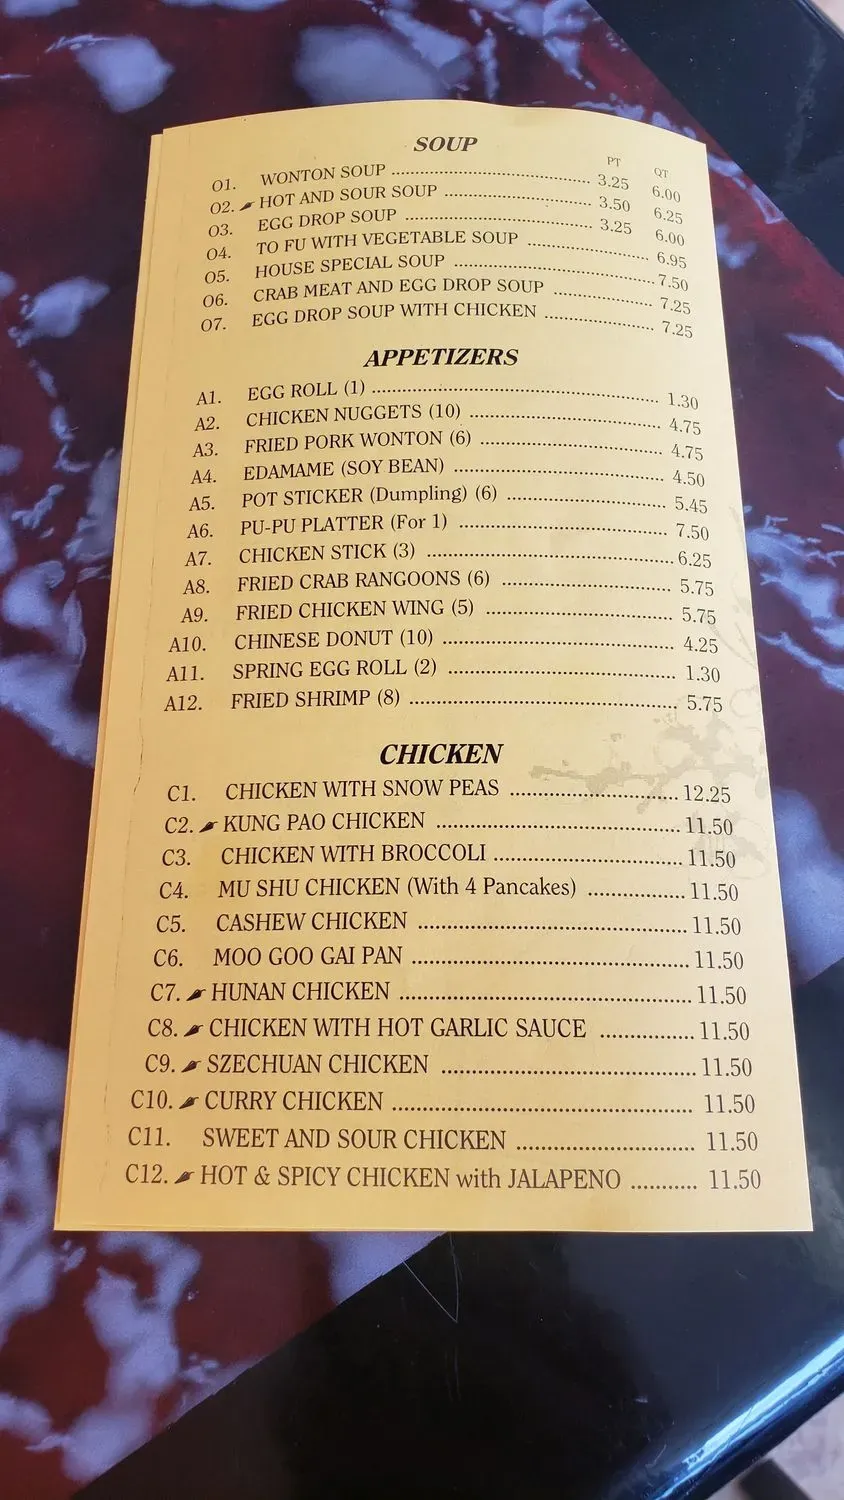 SOUP
PT QT
O1. WONTON SOUP 3.25 6.00
O2. HOT AND SOUR SOUP 3.50 6.25
O3. EGG DROP SOUP 3.25 6.00
O4. TO FU WITH VEGETABLE SOUP 6.95
O5. HOUSE SPECIAL SOUP 7.50
O6. CRAB MEAT AND EGG DROP SOUP 7.25
O7. EGG DROP SOUP WITH CHICKEN 7.25
APPETIZERS
A1. EGG ROLL (1) 1.30
A2. CHICKEN NUGGETS (10) 4.75
A3. FRIED PORK WONTON (6) 4.75
A4. EDAMAME (SOY BEAN) 4.50
A5. POT STICKER (Dumpling) (6) 5.45
A6. PU-PU PLATTER (For 1) 7.50
A7. CHICKEN STICK (3) 6.25
A8. FRIED CRAB RANGOONS (6) 5.75
A9. FRIED CHICKEN WING (5) 5.75
A10. CHINESE DONUT (10) 4.25
A11. SPRING EGG ROLL (2) 1.30
A12. FRIED SHRIMP (8) 5.75
CHICKEN
C1. CHICKEN WITH SNOW PEAS 12.25
C2. KUNG PAO CHICKEN 11.50
C3. CHICKEN WITH BROCCOLI 11.50
C4. MU SHU CHICKEN (With 4 Pancakes) 11.50
C5. CASHEW CHICKEN 11.50
C6. MOO GOO GAI PAN 11.50
C7. HUNAN CHICKEN 11.50
C8. CHICKEN WITH HOT GARLIC SAUCE 11.50
C9. SZECHUAN CHICKEN 11.50
C10. CURRY CHICKEN 11.50
C11. SWEET AND SOUR CHICKEN 11.50
C12. HOT & SPICY CHICKEN with JALAPENO 11.50